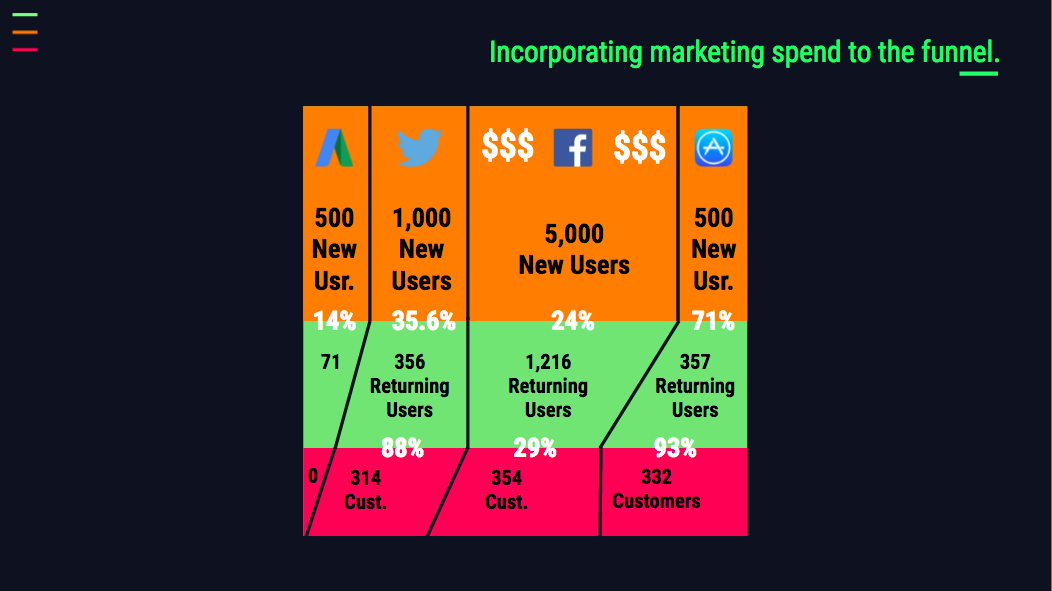 Incorporating marketing spend to the funnel.
$$$ $$$
500
New
Usr.
14%
1,000
New
Users
35.6%
5,000
New Users
24%
500
New
Usr.
71%
71
356
Returning
Users
88%
1,216
Returning
Users
29%
357
Returning
Users
93%
0
314
Cust.
354
Cust.
332
Customers